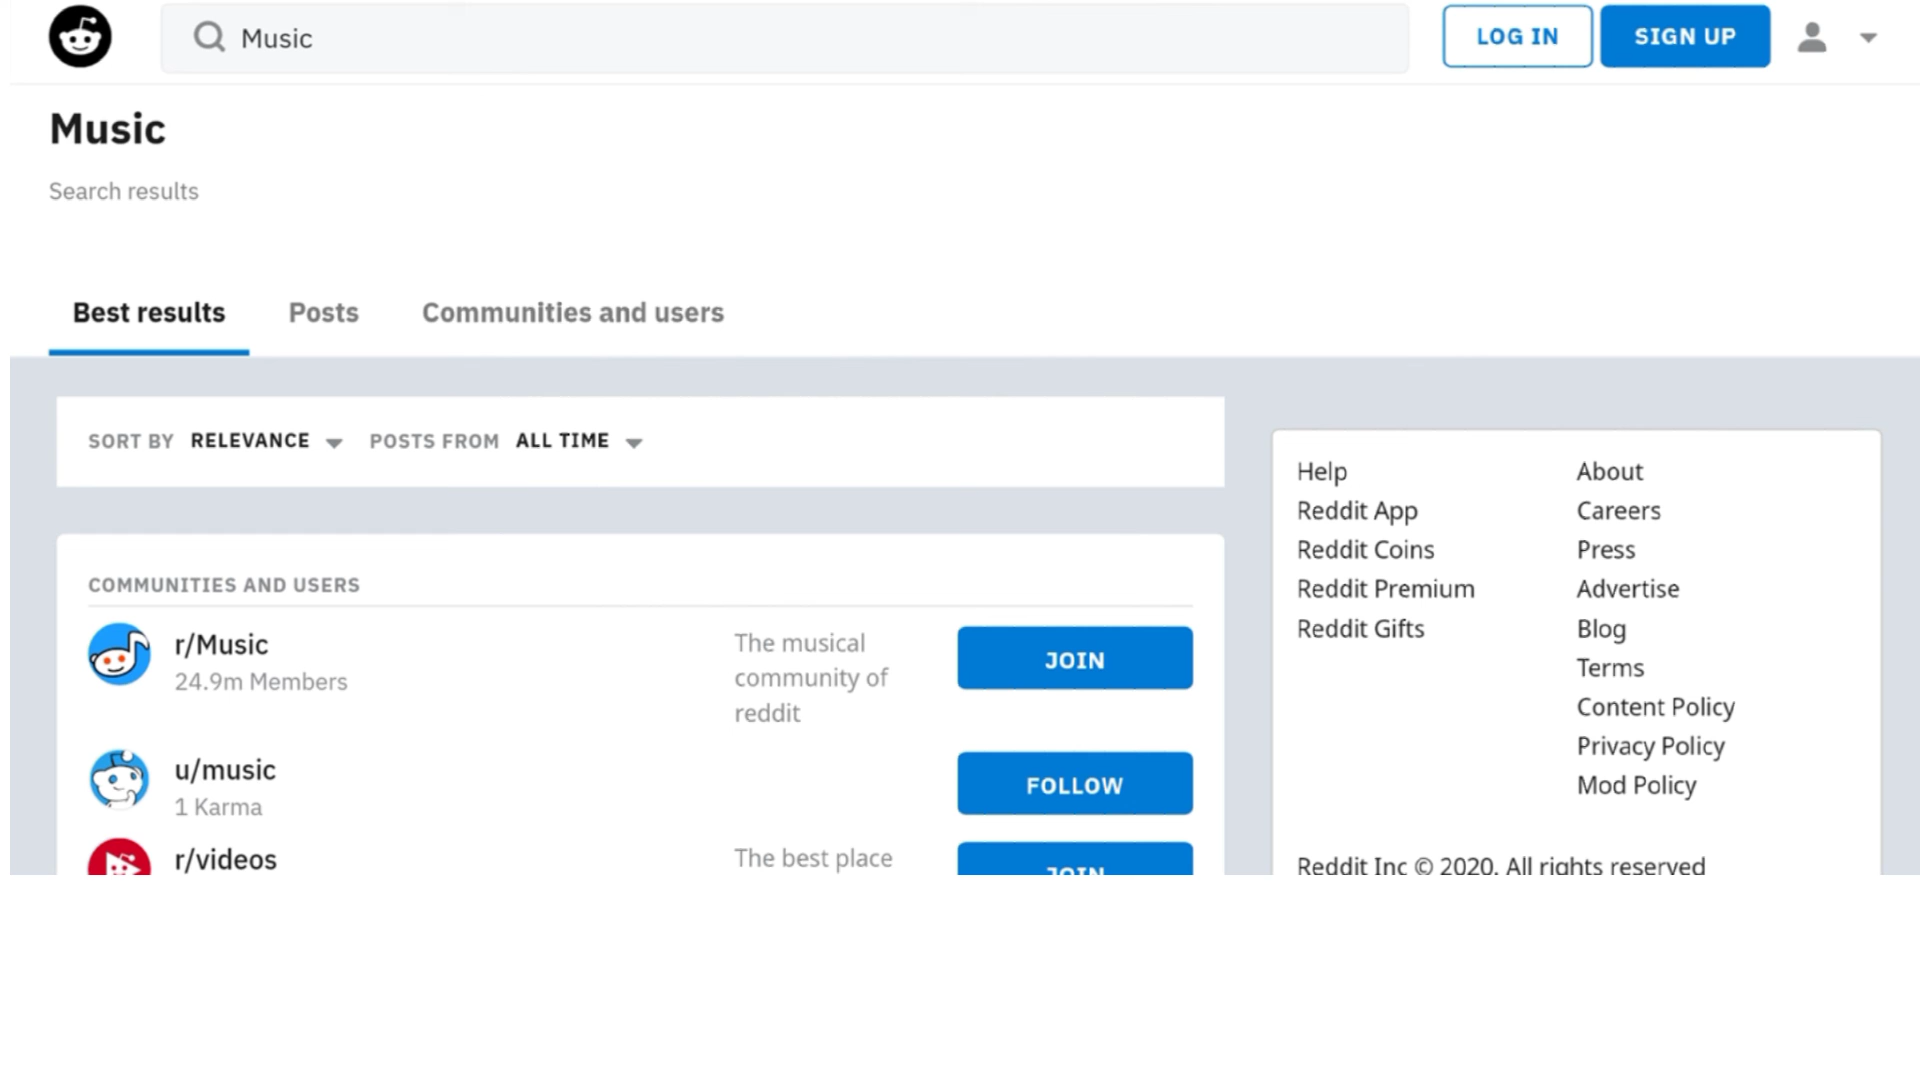 Music
LOG IN
SIGN UP
Music
Search results
Best results
Posts
Communities and users
SORT BY RELEVANCE POSTS FROM ALL TIME
COMMUNITIES AND USERS
r/Music
24.9m Members
The musical
community of
reddit
JOIN
u/music
1 Karma
FOLLOW
r/videos
The best place
JOIN
Help
Reddit App
Reddit Coins
Reddit Premium
Reddit Gifts
About
Careers
Press
Advertise
Blog
Terms
Content Policy
Privacy Policy
Mod Policy
Reddit Inc © 2020. All rights reserved